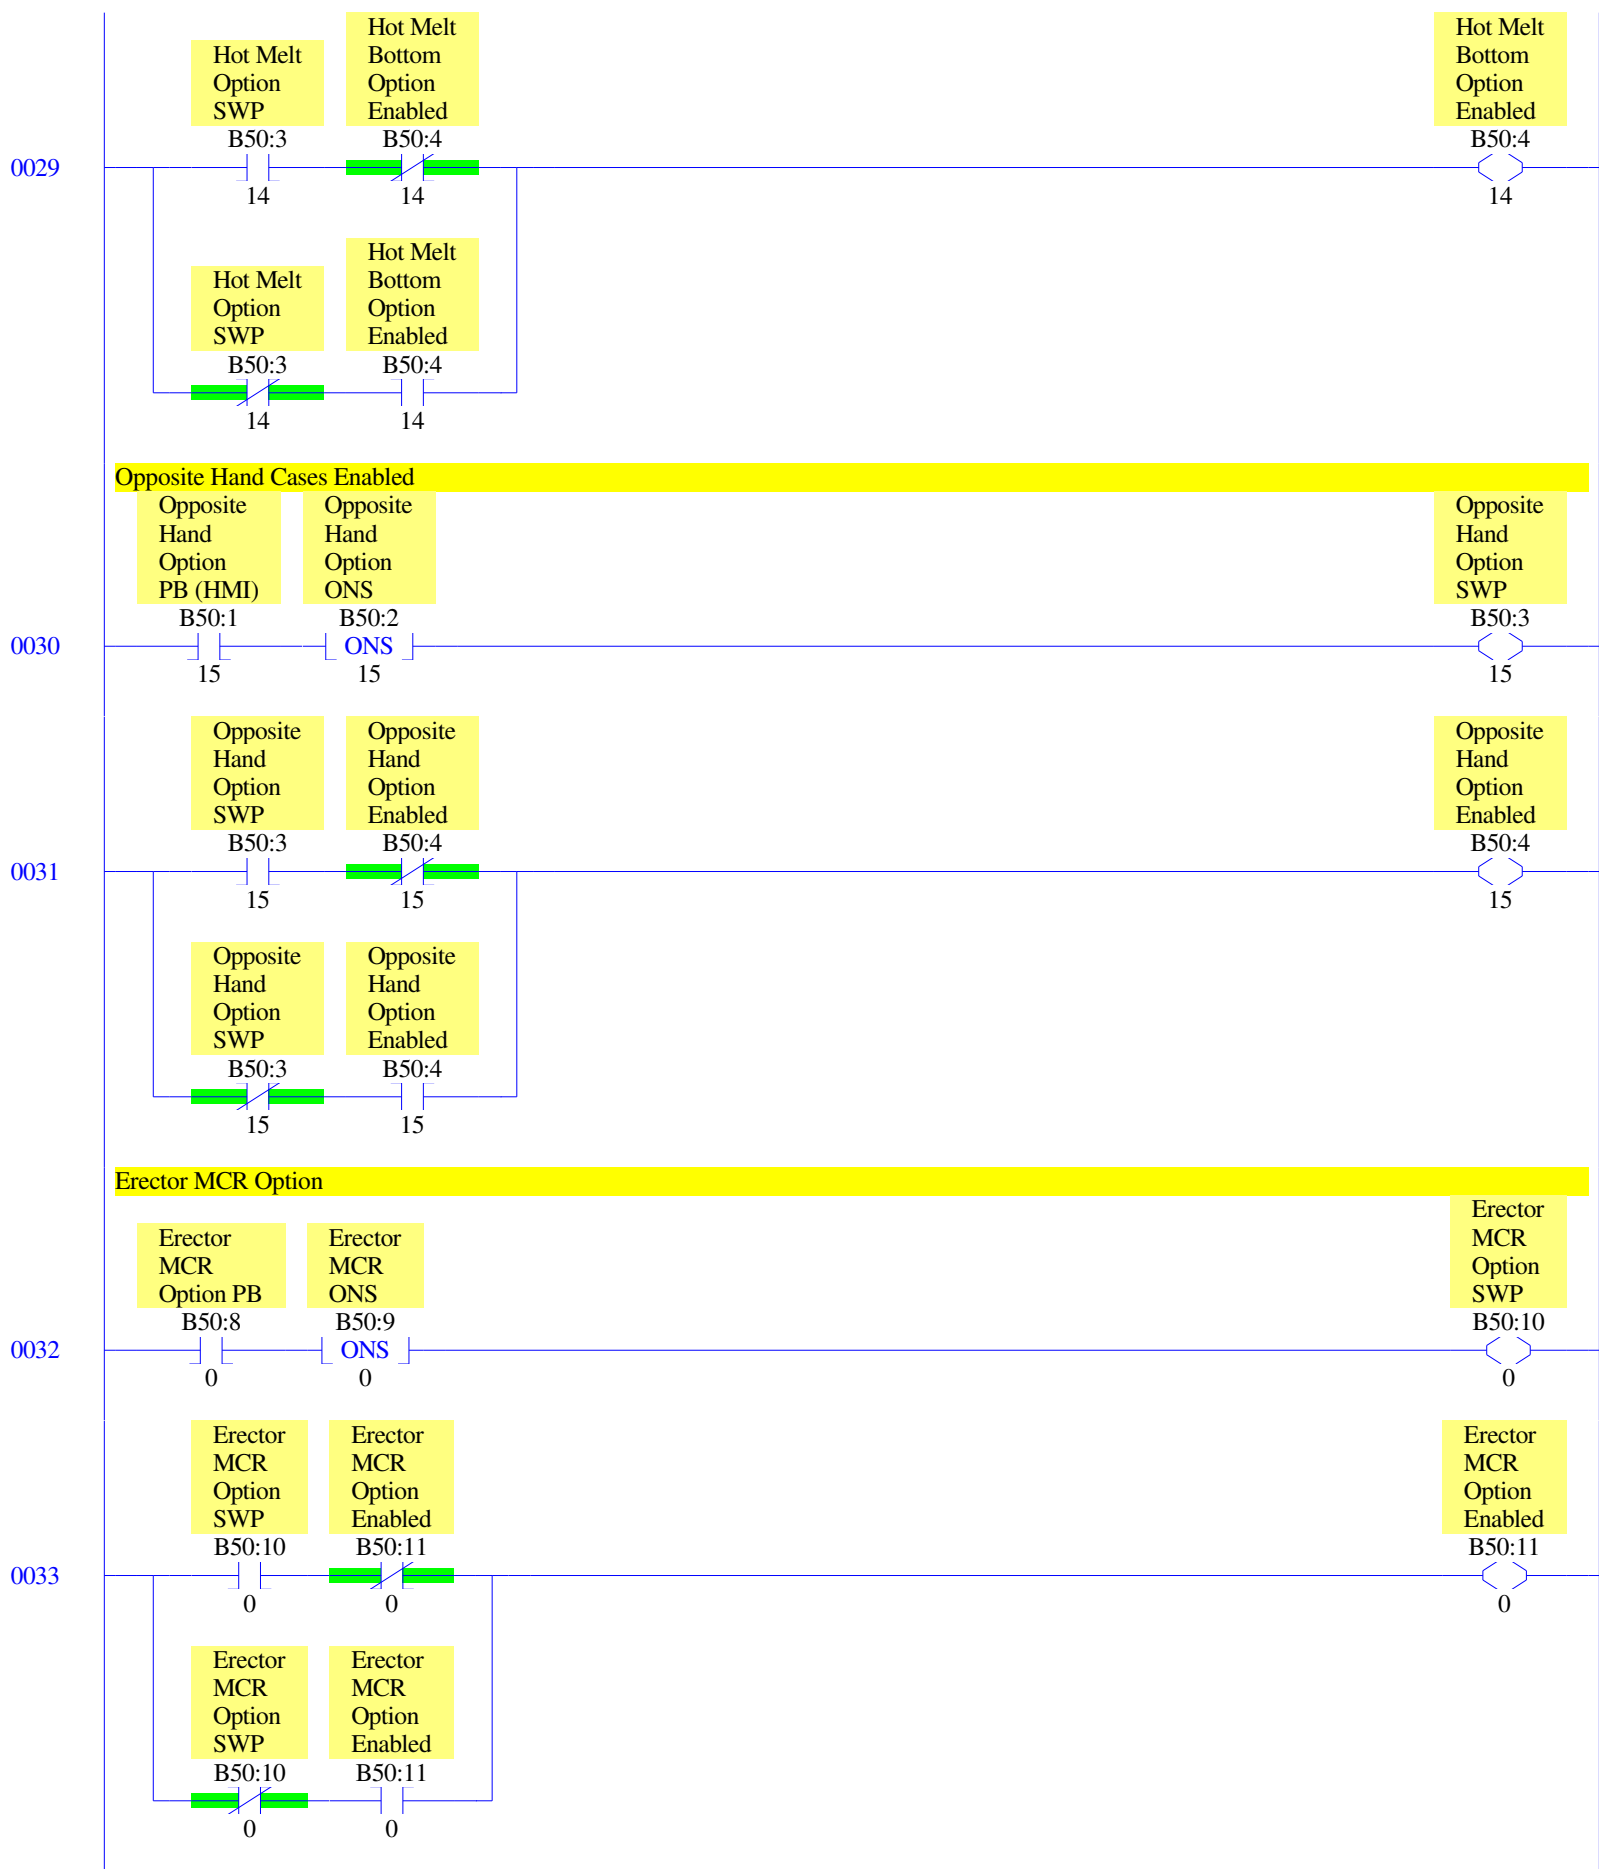 Hot Melt
Option
SWP
B50:3
14
Hot Melt
Bottom
Option
Enabled
B50:4
14
Hot Melt
Bottom
Option
Enabled
B50:4
14
0029
Hot Melt
Option
SWP
B50:3
14
Hot Melt
Bottom
Option
Enabled
B50:4
14
Opposite Hand Cases Enabled
Opposite
Hand
Option
PB (HMI)
B50:1
15
Opposite
Hand
Option
ONS
B50:2
ONS
15
Opposite
Hand
Option
SWP
B50:3
15
0030
Opposite
Hand
Option
SWP
B50:3
15
Opposite
Hand
Option
Enabled
B50:4
15
Opposite
Hand
Option
Enabled
B50:4
15
0031
Opposite
Hand
Option
SWP
B50:3
15
Opposite
Hand
Option
Enabled
B50:4
15
Erector MCR Option
Erector
MCR
Option PB
B50:8
0
Erector
MCR
ONS
B50:9
ONS
0
Erector
MCR
Option
SWP
B50:10
0
0032
Erector
MCR
Option
SWP
B50:10
0
Erector
MCR
Option
Enabled
B50:11
0
Erector
MCR
Option
Enabled
B50:11
0
0033
Erector
MCR
Option
SWP
B50:10
0
Erector
MCR
Option
Enabled
B50:11
0